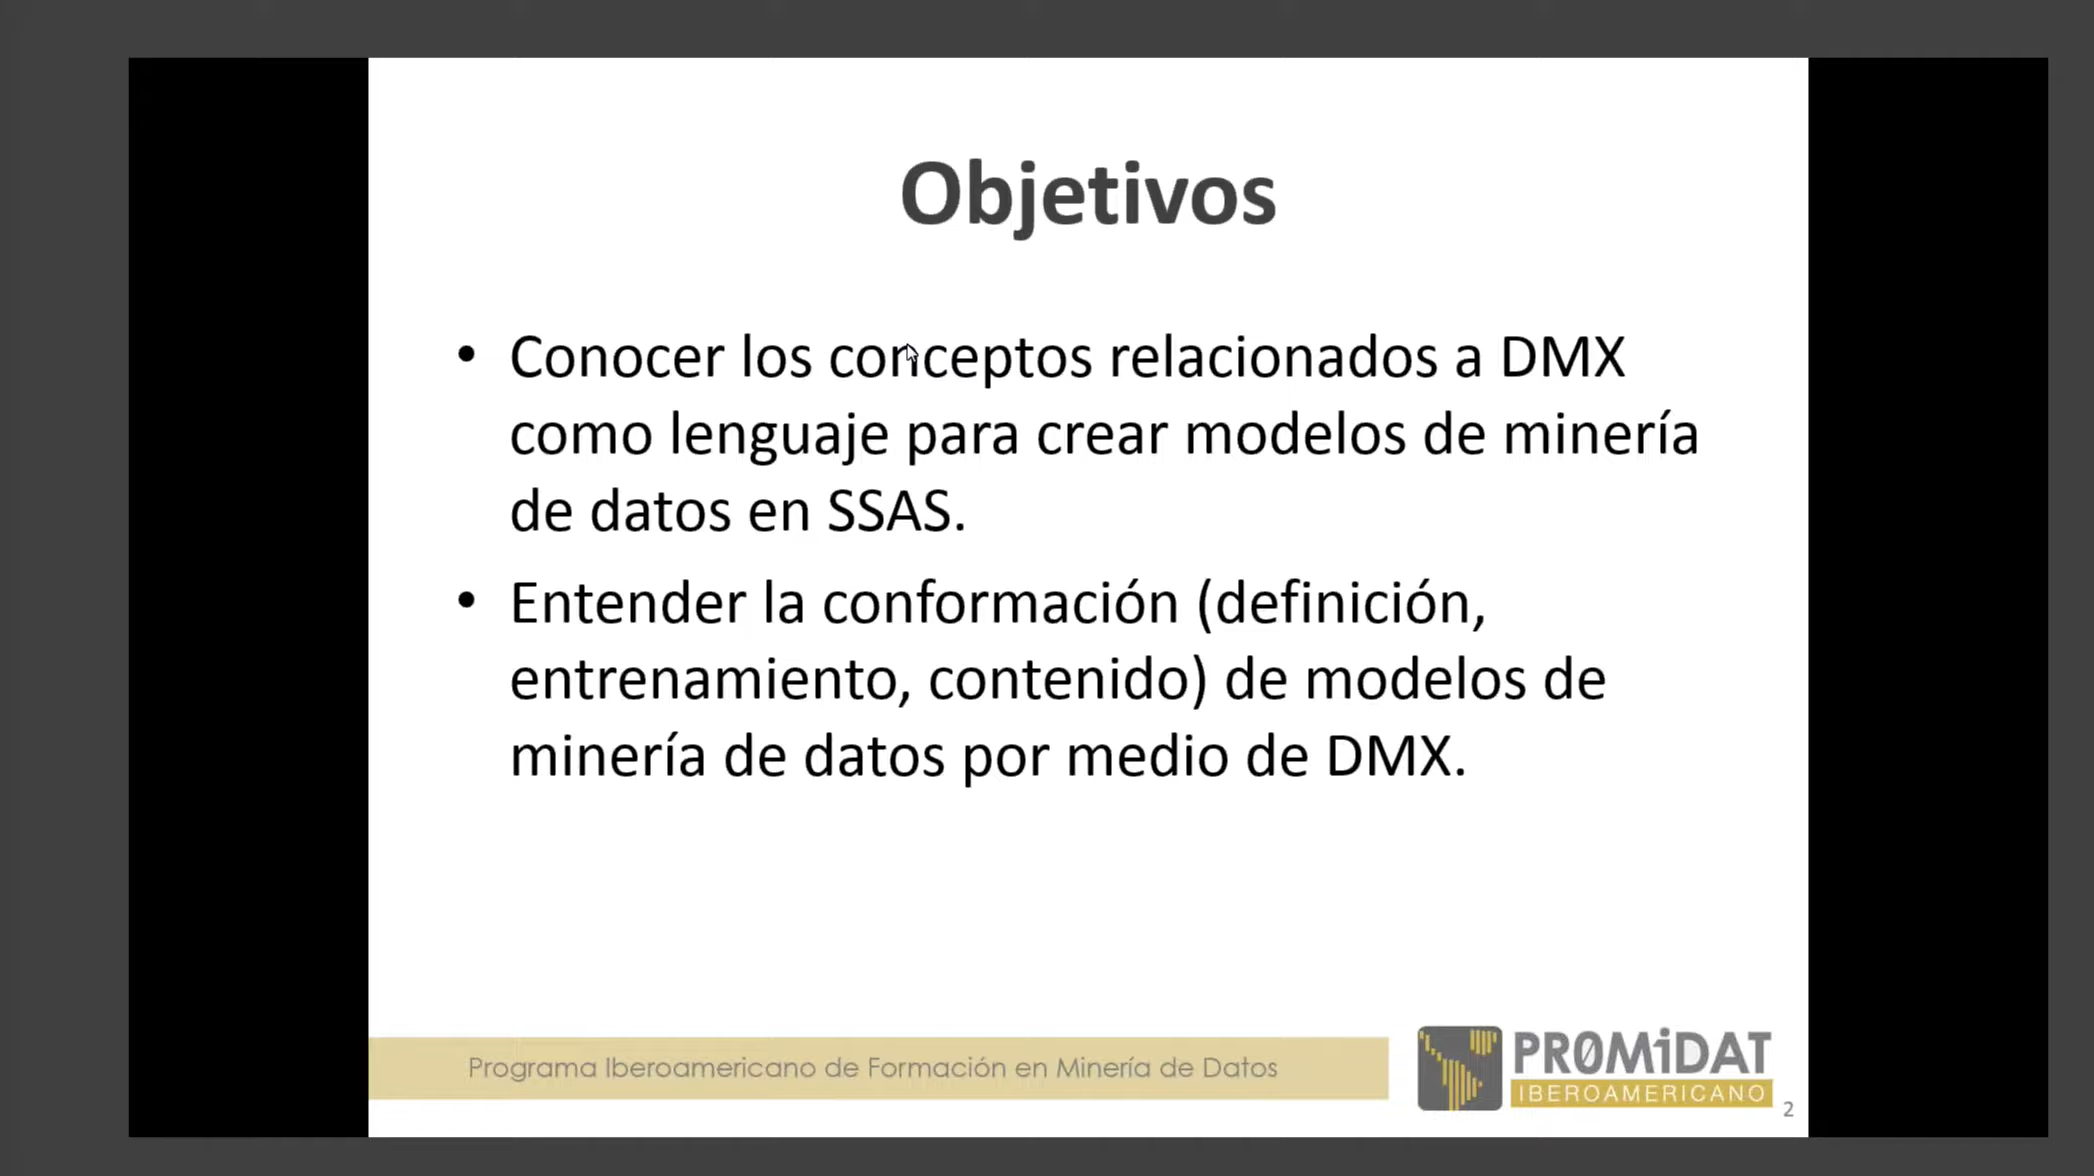 Objetivos
• Conocer los conceptos relacionados a DMX
como lenguaje para crear modelos de minería
de datos en SSAS.
• Entender la conformación (definición,
entrenamiento, contenido) de modelos de
minería de datos por medio de DMX.
Programa Iberoamericano de Formación en Minería de Datos
PR0MiDAT
IBEROAMERICANO
2